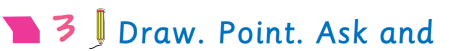 3 Draw. Point. Ask and